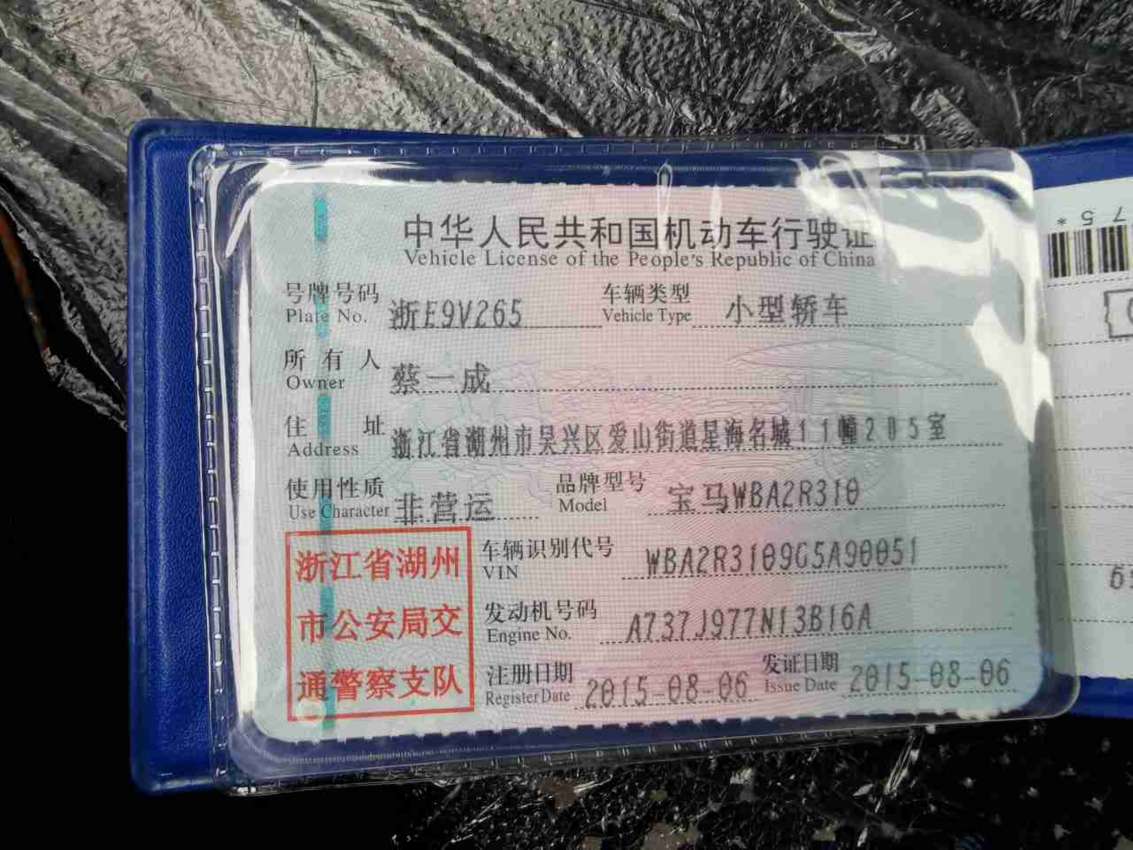 中华人民共和国机动车行驶证
Vehicle License of the People's Republic of China
号牌号码 浙E9V265 车辆类型 小型轿车
Plate No. Vehicle Type
所有人 蔡一成
Owner
住址 浙江省湖州市吴兴区爱山街道星海名城11幢205室
Address
使用性质 非营运 品牌型号 宝马WBA2R310
Use Character Model
浙江省湖州
市公安局交
通警察支队
车辆识别代号 WBA2R3109G5A90051
VIN
发动机号码 A737J977N13B16A
Engine No.
注册日期 2015-08-06 发证日期 2015-08-06
Register Date Issue Date